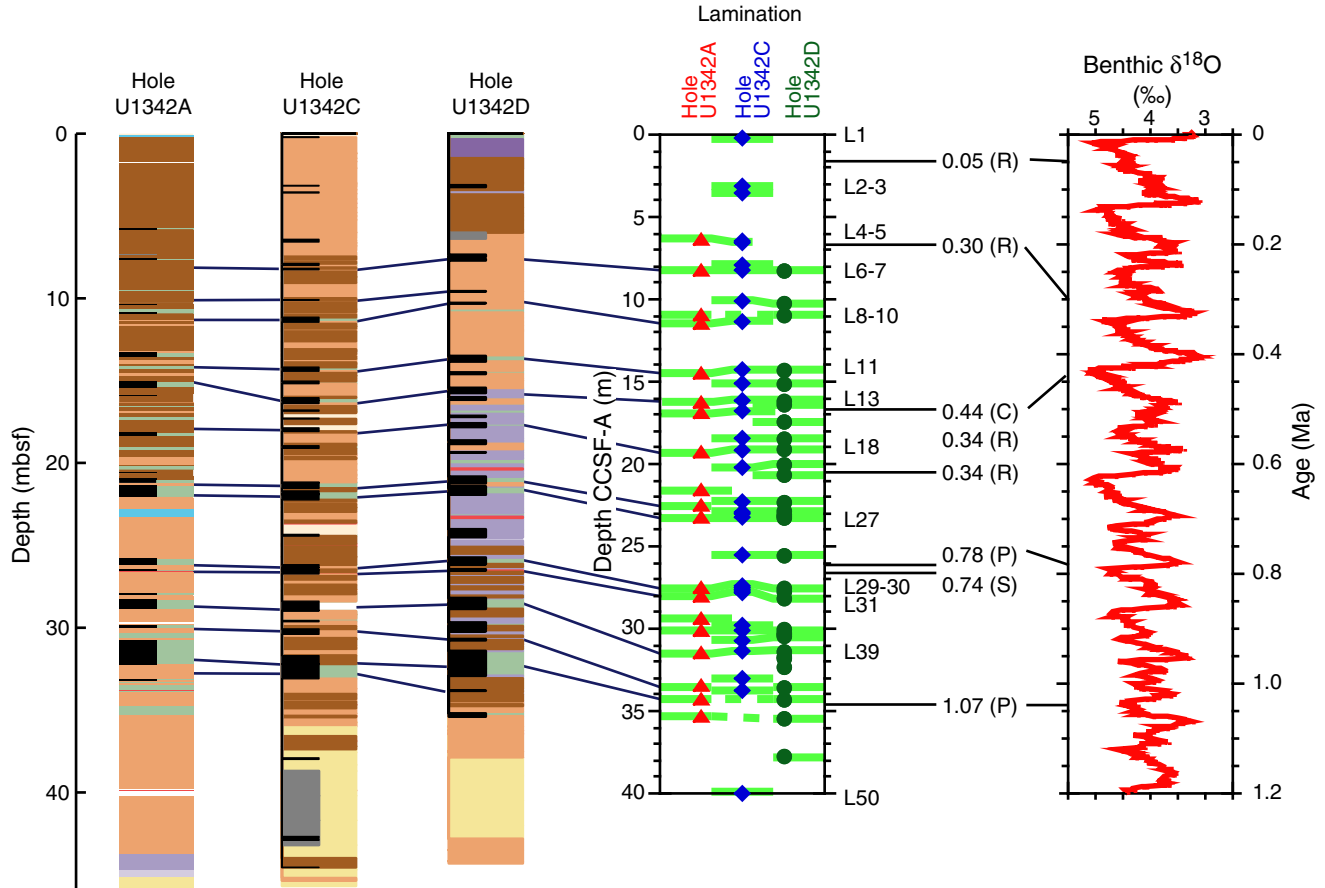 Lamination
Hole U1342A
Hole U1342C
Hole U1342D
Hole U1342A
Hole U1342C
Hole U1342D
Benthic δ18O (‰)
5 4 3
Depth (mbsf)
0
10
20
30
40
Depth CCSF-A (m)
0
5
10
15
20
25
30
35
40
L1
L2-3
L4-5
L6-7
L8-10
L11
L13
L18
L27
L29-30
L31
L39
L50
0.05 (R)
0.30 (R)
0.44 (C)
0.34 (R)
0.34 (R)
0.78 (P)
0.74 (S)
1.07 (P)
0
0.2
0.4
0.6
0.8
1.0
1.2
Age (Ma)